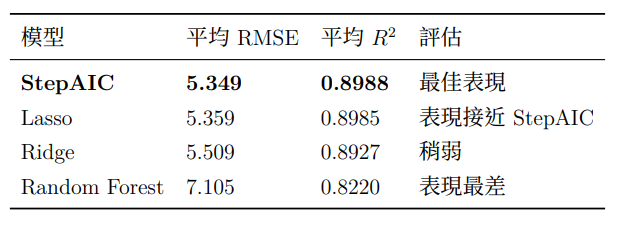 模型 平均 RMSE 平均 R² 評估
StepAIC 5.349 0.8988 最佳表現
Lasso 5.359 0.8985 表現接近 StepAIC
Ridge 5.509 0.8927 稍弱
Random Forest 7.105 0.8220 表現最差